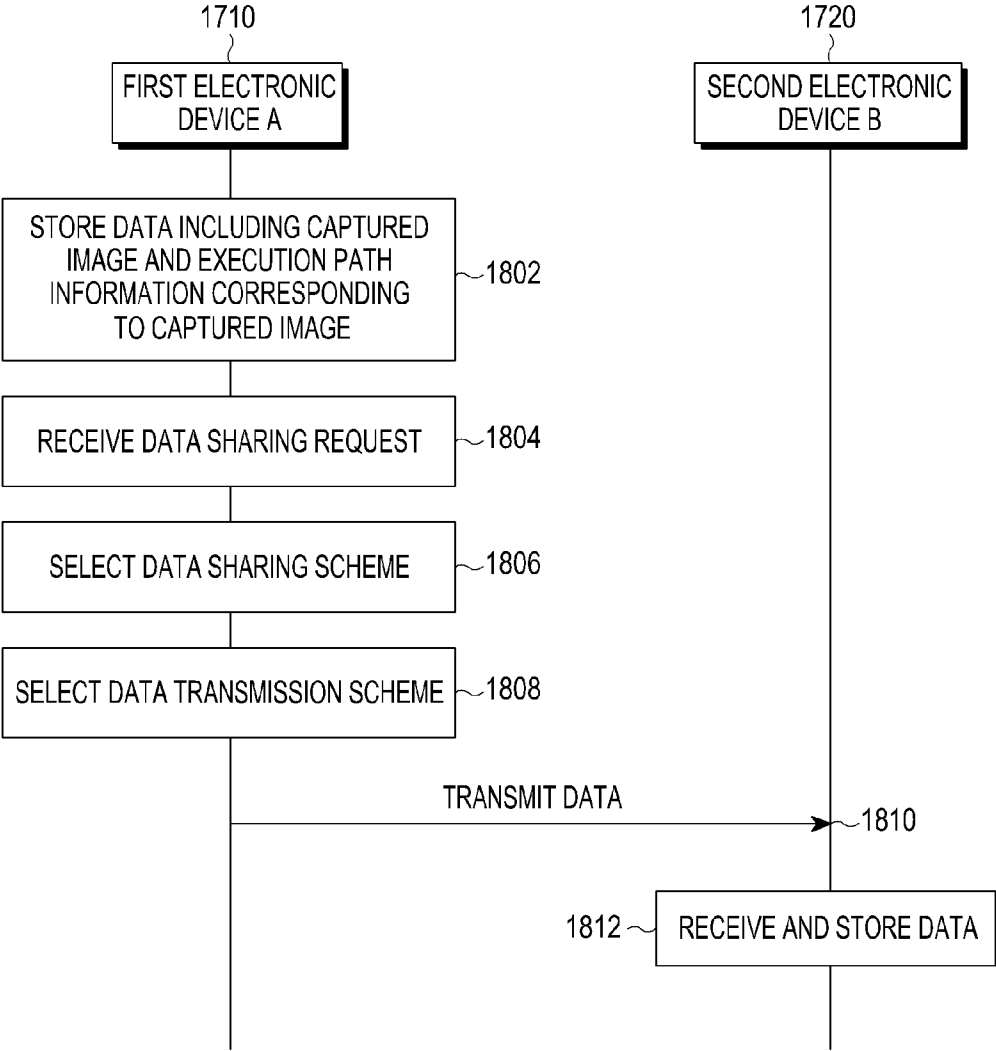 1710
1720
FIRST ELECTRONIC
DEVICE A
SECOND ELECTRONIC
DEVICE B
STORE DATA INCLUDING CAPTURED
IMAGE AND EXECUTION PATH
INFORMATION CORRESPONDING
TO CAPTURED IMAGE
1802
RECEIVE DATA SHARING REQUEST
1804
SELECT DATA SHARING SCHEME
1806
SELECT DATA TRANSMISSION SCHEME
1808
TRANSMIT DATA
1810
1812
RECEIVE AND STORE DATA